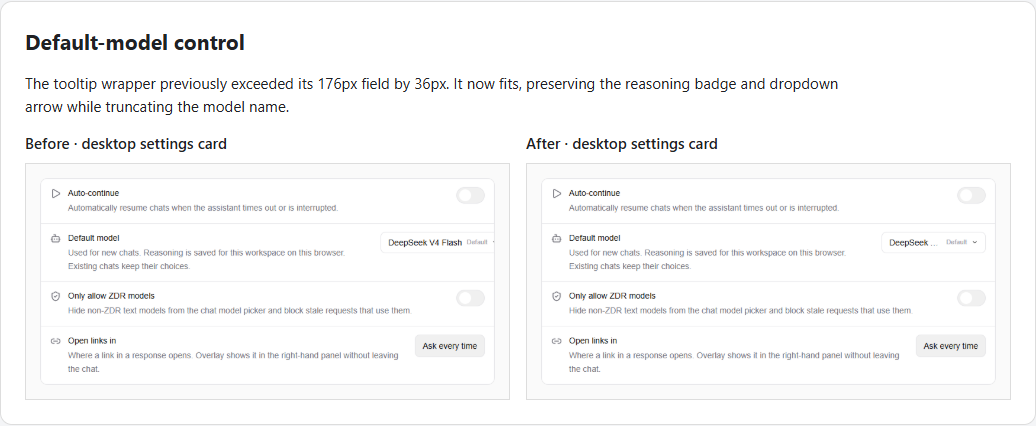 Default-model control
The tooltip wrapper previously exceeded its 176px field by 36px. It now fits, preserving the reasoning badge and dropdown
arrow while truncating the model name.
Before · desktop settings card
Auto-continue
Automatically resume chats when the assistant times out or is interrupted.
Default model
Used for new chats. Reasoning is saved for this workspace on this browser.
Existing chats keep their choices.
DeepSeek V4 Flash Default
Only allow ZDR models
Hide non-ZDR text models from the chat model picker and block stale requests that use them.
Open links in
Where a link in a response opens. Overlay shows it in the right-hand panel without leaving
the chat.
Ask every time
After · desktop settings card
Auto-continue
Automatically resume chats when the assistant times out or is interrupted.
Default model
Used for new chats. Reasoning is saved for this workspace on this browser.
Existing chats keep their choices.
DeepSeek ... Default
Only allow ZDR models
Hide non-ZDR text models from the chat model picker and block stale requests that use them.
Open links in
Where a link in a response opens. Overlay shows it in the right-hand panel without leaving
the chat.
Ask every time